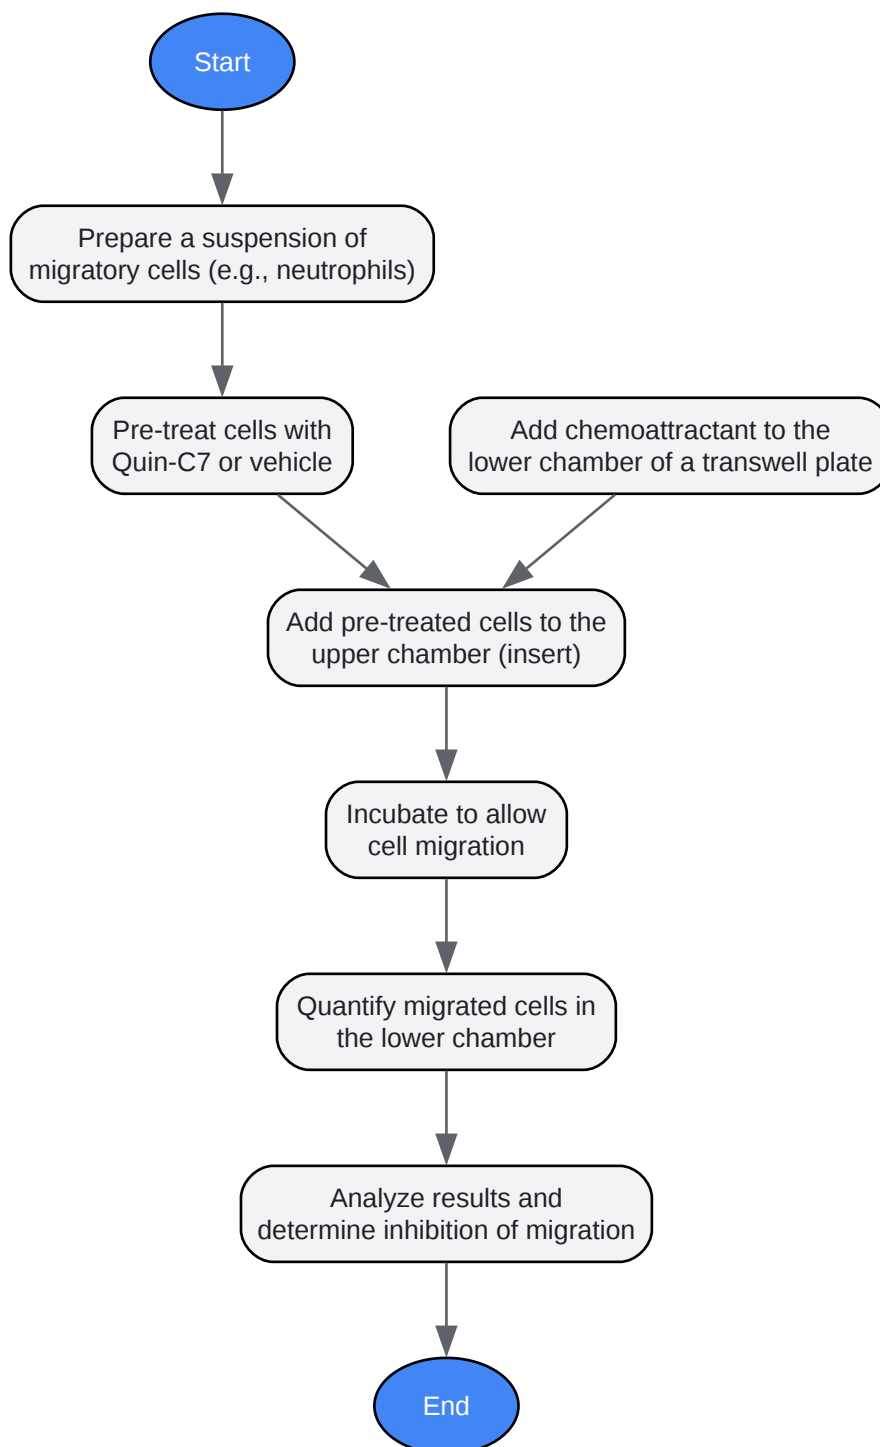 Start
Prepare a suspension of
migratory cells (e.g., neutrophils)
Pre-treat cells with
Quin-C7 or vehicle
Add chemoattractant to the
lower chamber of a transwell plate
Add pre-treated cells to the
upper chamber (insert)
Incubate to allow
cell migration
Quantify migrated cells in
the lower chamber
Analyze results and
determine inhibition of migration
End